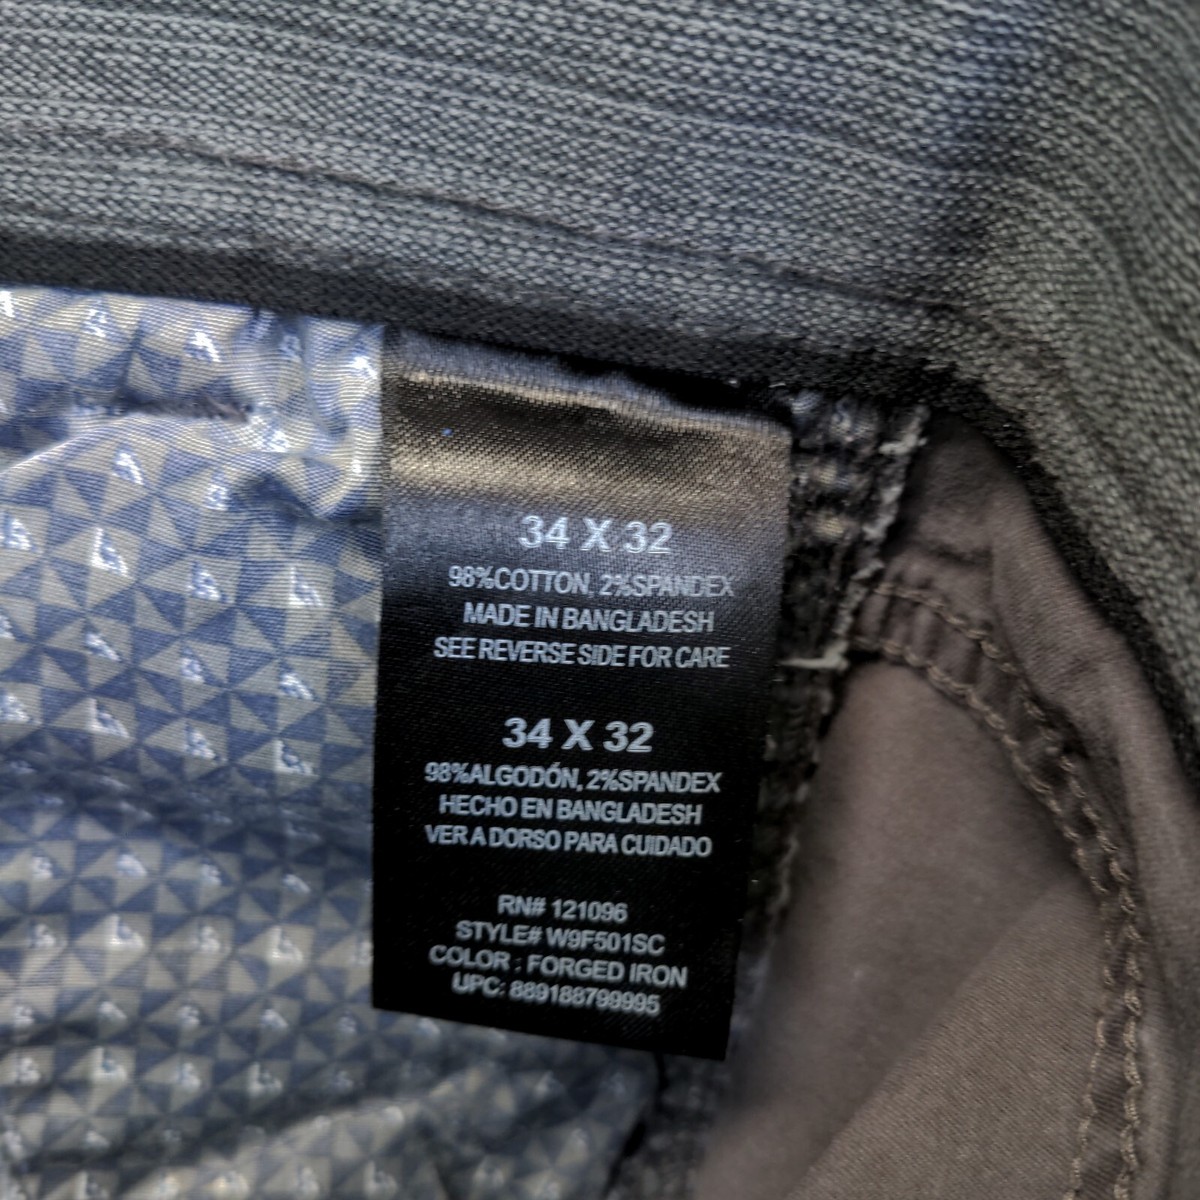 34 X 32
98%COTTON, 2%SPANDEX
MADE IN BANGLADESH
SEE REVERSE SIDE FOR CARE
34 X 32
98%ALGODÓN, 2%SPANDEX
HECHO EN BANGLADESH
VER A DORSO PARA CUIDADO
RN# 121096
STYLE# W9F501SC
COLOR : FORGED IRON
UPC: 889188799995